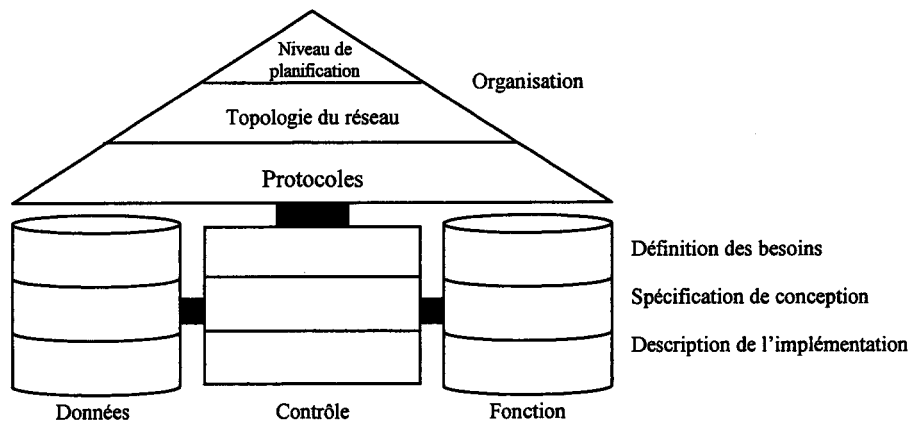 Niveau de
planification
Organisation
Topologie du réseau
Protocoles
Définition des besoins
Spécification de conception
Description de l'implémentation
Données
Contrôle
Fonction